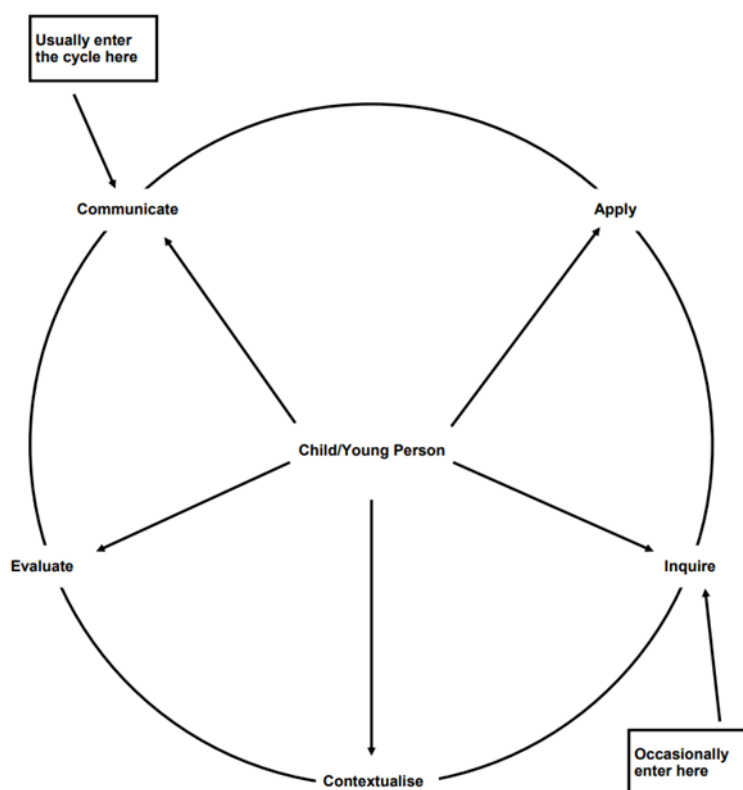 Usually enter
the cycle here
Communicate
Apply
Child/Young Person
Evaluate
Inquire
Contextualise
Occasionally
enter here